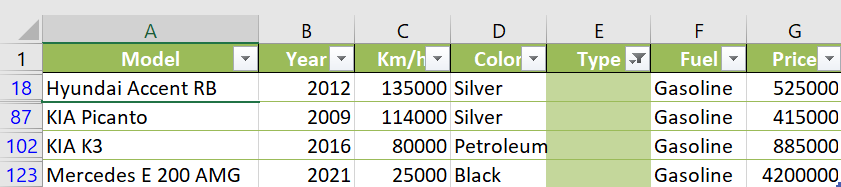 A B C D E F G
1 Model Year Km/h Color Type Fuel Price
18 Hyundai Accent RB 2012 135000 Silver Gasoline 525000
87 KIA Picanto 2009 114000 Silver Gasoline 415000
102 KIA K3 2016 80000 Petroleum Gasoline 885000
123 Mercedes E 200 AMG 2021 25000 Black Gasoline 4200000